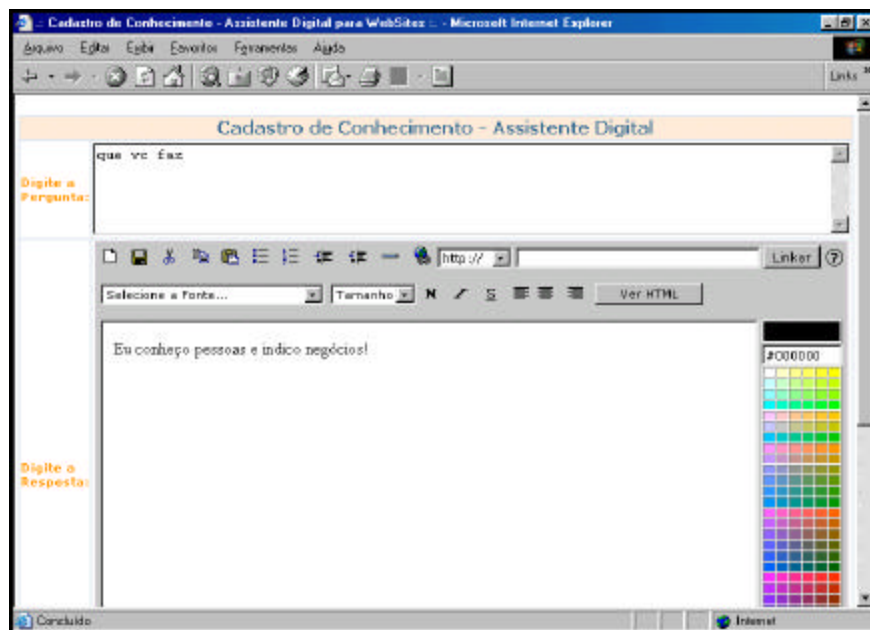 .: Cadastro de Conhecimento - Assistente Digital para WebSites :. - Microsoft Internet Explorer
Arquivo Editar Exibir Favoritos Ferramentas Ajuda
Links »
Cadastro de Conhecimento - Assistente Digital
Digite a
Pergunta:
que vc faz
http:// Linker ?
Selecione a Fonte... Tamanho N I S Ver HTML
Eu conheço pessoas e indico negócios!
#000000
Digite a
Resposta:
Concluído Internet